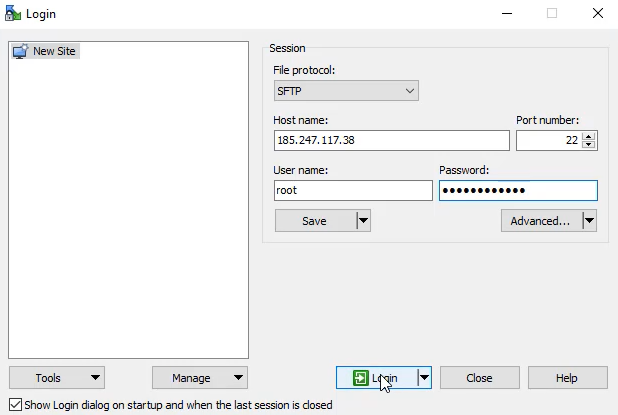 Login
New Site
Session
File protocol:
SFTP
Host name:
Port number:
185.247.117.38
22
User name:
Password:
root
••••••••••••
Save
Advanced...
Tools
Manage
Login
Close
Help
Show Login dialog on startup and when the last session is closed